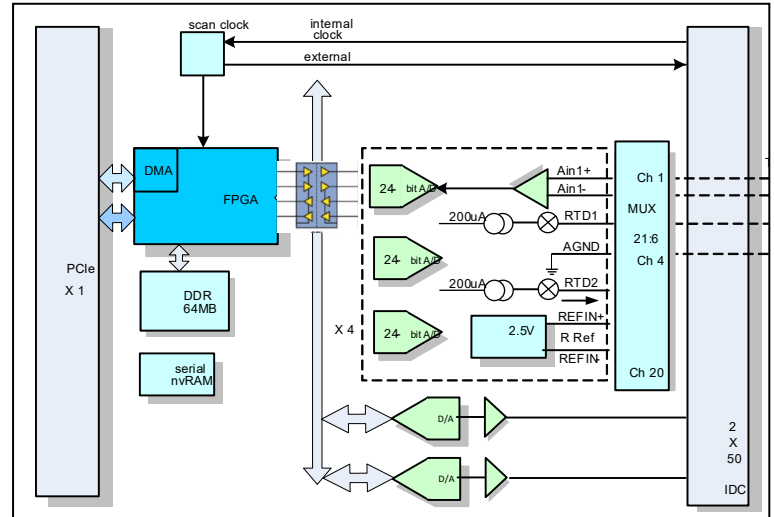 scan clock
internal
clock
external
DMA
FPGA
PCIe
X 1
DDR
64MB
serial
nvRAM
X 4
24- bit A/D
24- bit A/D
24- bit A/D
Ain1+
Ain1-
200uA
RTD1
AGND
200uA
RTD2
REFIN+
2.5V
R Ref
REFIN-
Ch 1
MUX
21:6
Ch 4
Ch 20
D/A
D/A
2
X
50
IDC